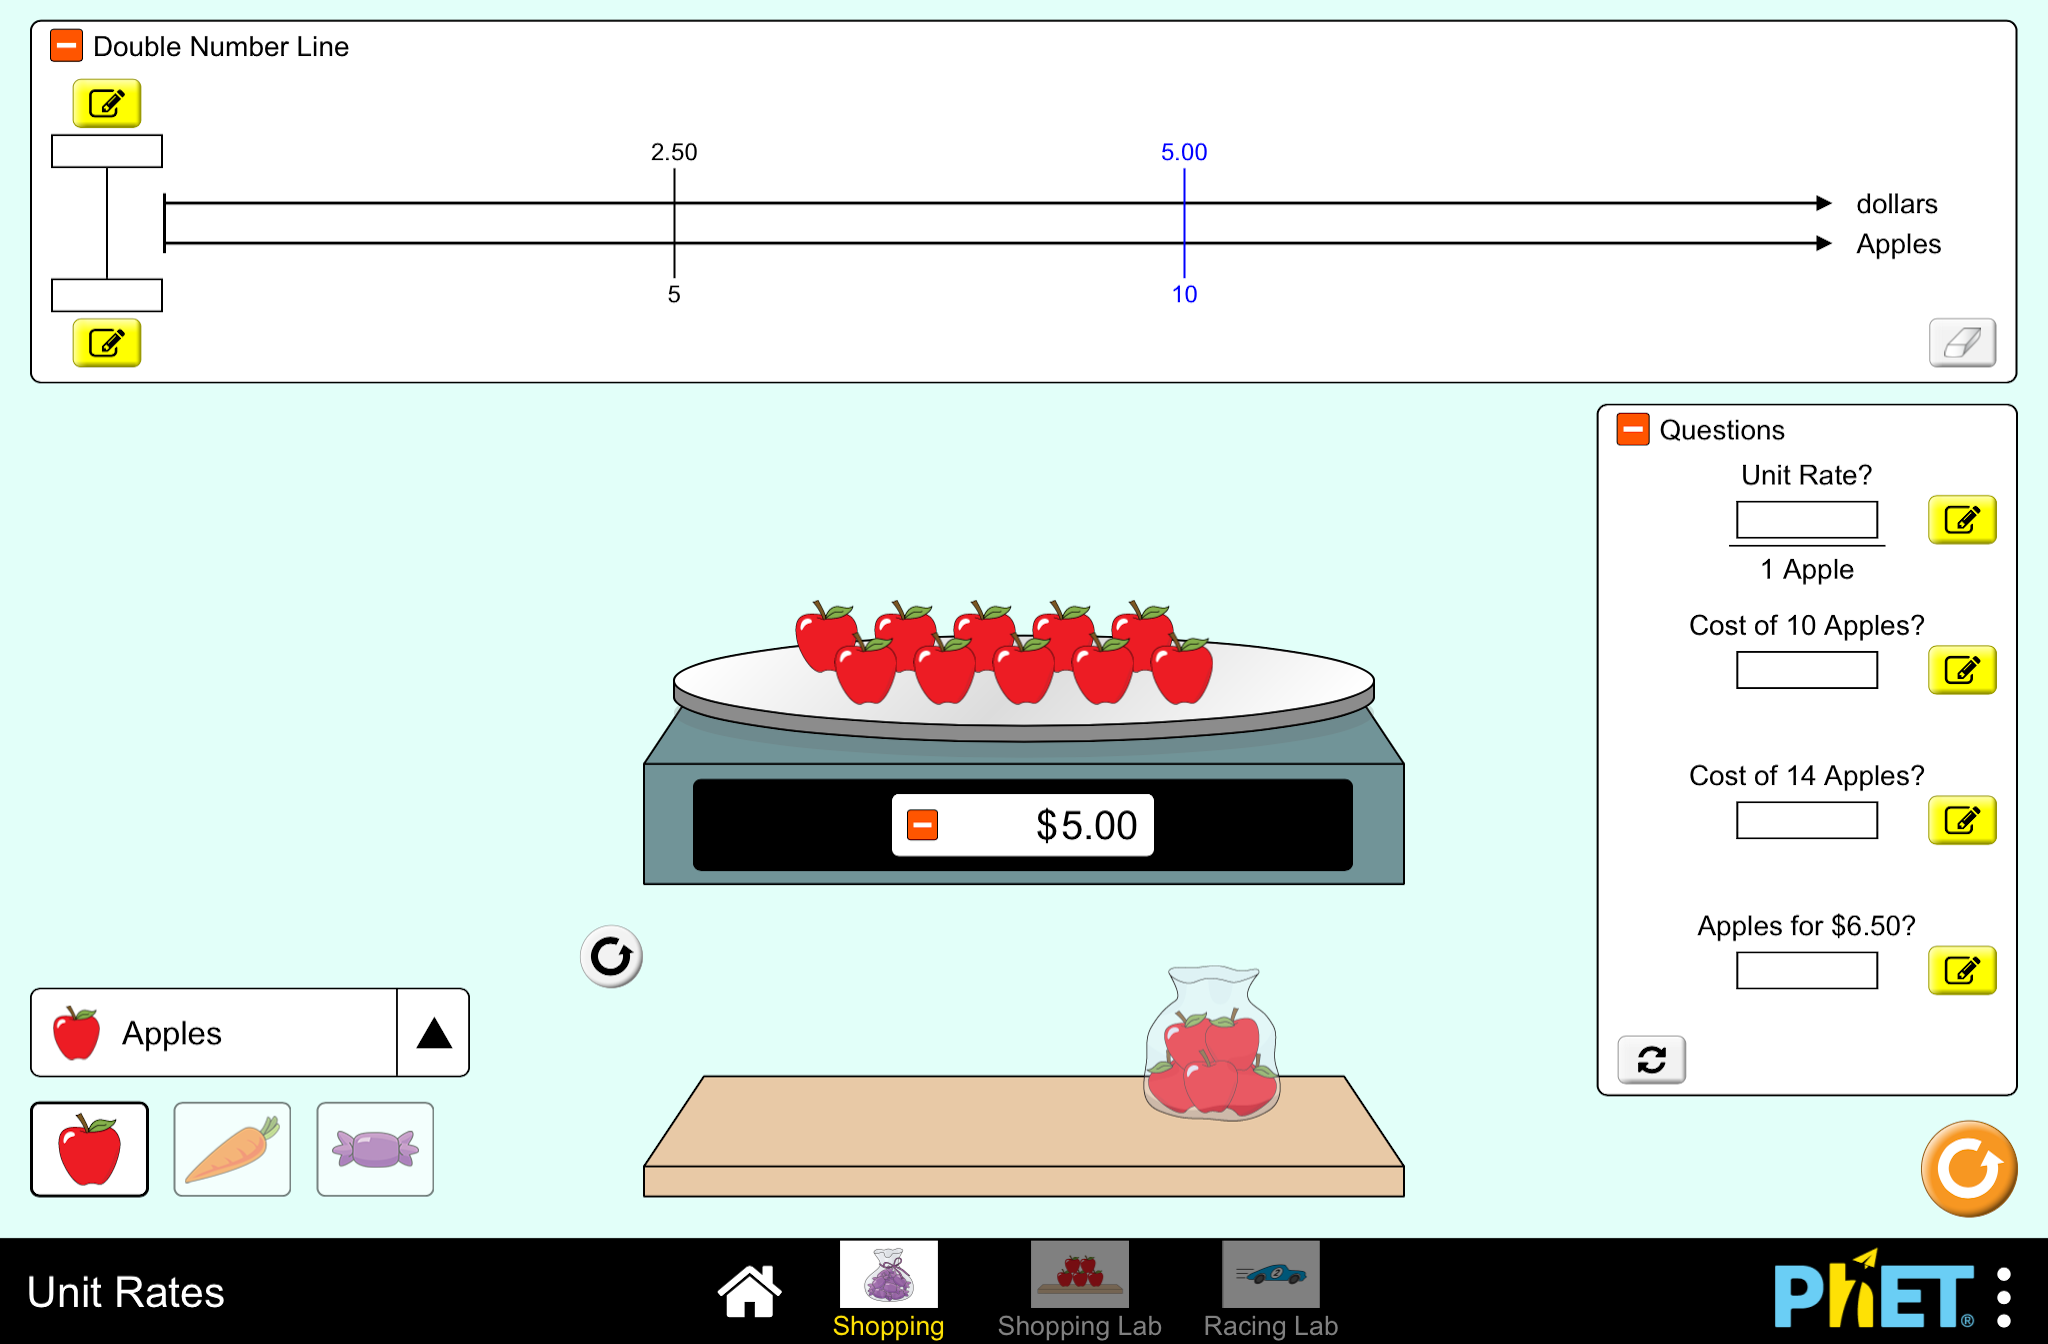 Double Number Line
2.50 5.00
dollars
Apples
5 10
Questions
Unit Rate?
1 Apple
Cost of 10 Apples?
Cost of 14 Apples?
Apples for $6.50?
$5.00
Apples
Unit Rates
Shopping
Shopping Lab
2
Racing Lab
PhET®